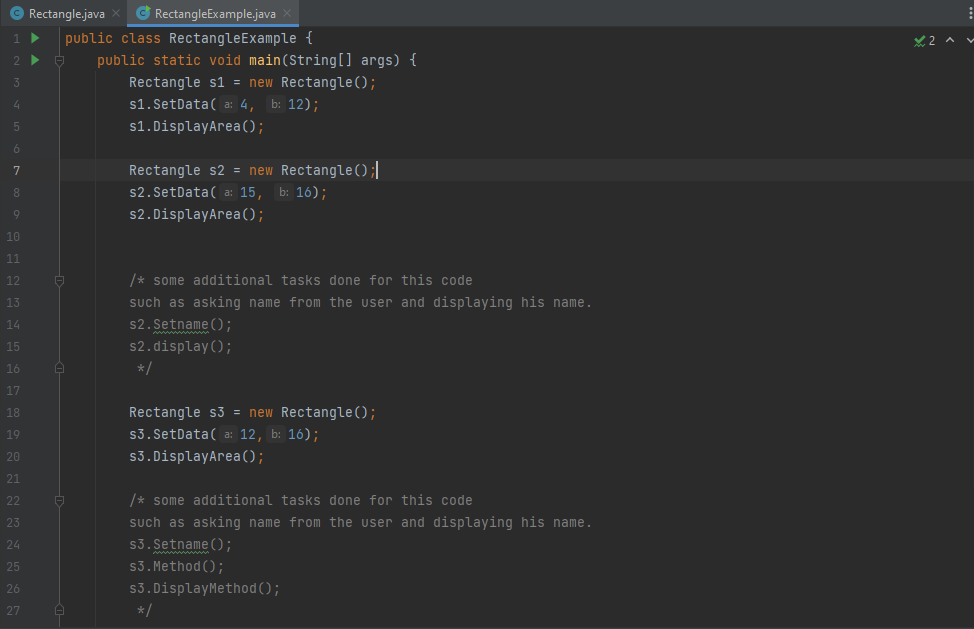 Rectangle.java RectangleExample.java
1 public class RectangleExample {
2 public static void main(String[] args) {
3 Rectangle s1 = new Rectangle();
4 s1.SetData( a: 4, b: 12);
5 s1.DisplayArea();
6
7 Rectangle s2 = new Rectangle();
8 s2.SetData( a: 15, b: 16);
9 s2.DisplayArea();
10
11
12 /* some additional tasks done for this code
13 such as asking name from the user and displaying his name.
14 s2.Setname();
15 s2.display();
16 */
17
18 Rectangle s3 = new Rectangle();
19 s3.SetData( a: 12, b: 16);
20 s3.DisplayArea();
21
22 /* some additional tasks done for this code
23 such as asking name from the user and displaying his name.
24 s3.Setname();
25 s3.Method();
26 s3.DisplayMethod();
27 */
2